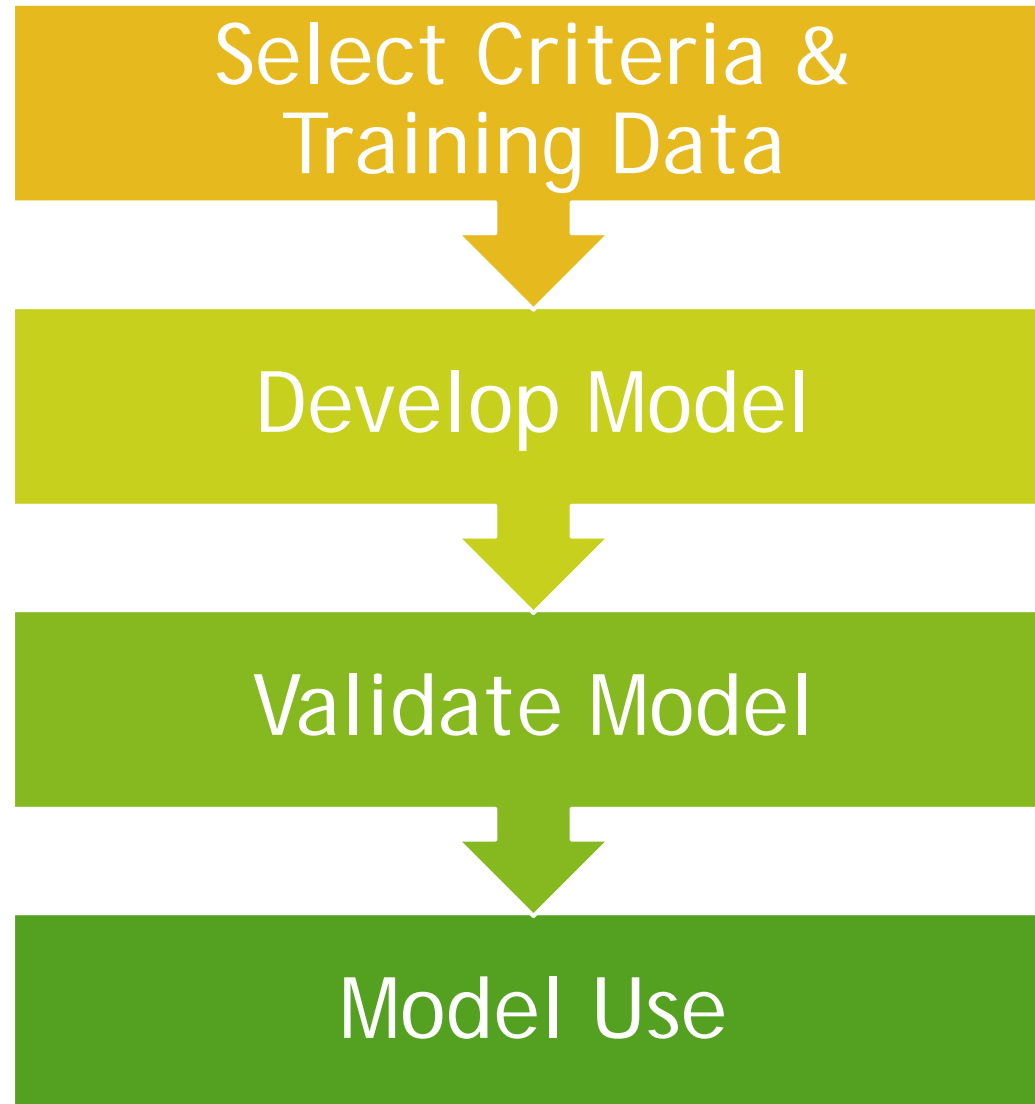 Select Criteria &
Training Data
Develop Model
Validate Model
Model Use